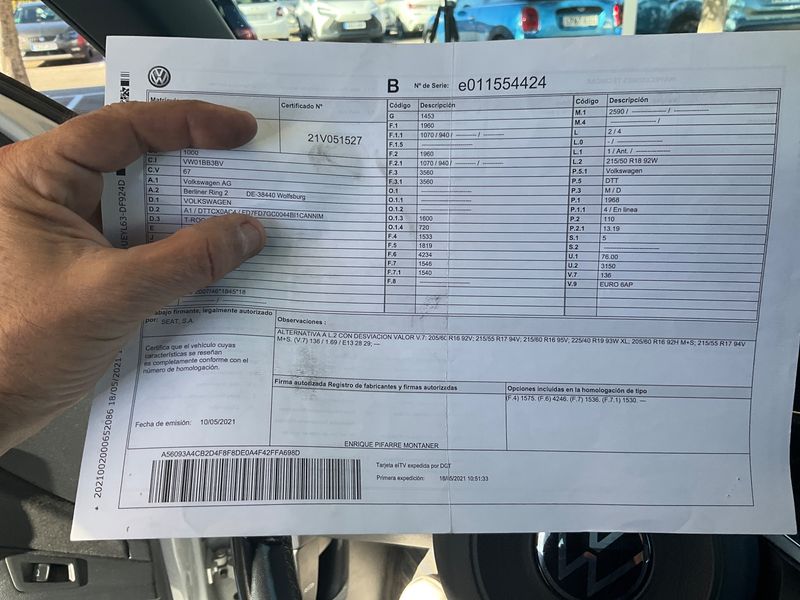 B
Nº de Serie: e011554424
Certificado Nº
21V051527
1000
C.I VW01BB3BV
C.V 67
A.1 Volkswagen AG
A.2 Berliner Ring 2 DE-38440 Wolfsburg
D.1 VOLKSWAGEN
D.2 A1 /
D.3 T-ROC
E
Código Descripción
G 1453
F.1 1960
F.1.1 1070 / 940 / ---------- / ----------
F.1.5 ----------------------
F.2 1960
F.2.1 1070 / 940 / ---------- / ----------
F.3 3560
F.3.1 3560
O.1 ----------------------
O.1.1 ----------------------
O.1.2 ----------------------
O.1.3 1600
O.1.4 720
F.4 1533
F.5 1819
F.6 4234
F.7 1546
F.7.1 1540
F.8 ----------------------
Código Descripción
M.1 2590 / ---------- / ----------
M.4 ---------------/
L 2 / 4
L.0 - / ---------------
L.1 1 / Ant. / ---------------
L.2 215/50 R18 92W
P.5.1 Volkswagen
P.5 DTT
P.3 M / D
P.1 1968
P.1.1 4 / En linea
P.2 110
P.2.1 13.19
S.1 5
S.2 ----------------------
U.1 76.00
U.2 3150
V.7 136
V.9 EURO 6AP
El abajo firmante, legalmente autorizado
por: SEAT, S.A.
Certifica que el vehículo cuyas
características se reseñan
es completamente conforme con el
número de homologación.
Fecha de emisión: 10/05/2021
Observaciones :
ALTERNATIVA A L.2 CON DESVIACION VALOR V.7: 205/60 R16 92V; 215/55 R17 94V; 215/60 R16 95V; 225/40 R19 93W XL; 205/60 R16 92H M+S; 215/55 R17 94V
M+S. (V.7) 136 / 1.69 / E13 28 29; ---
Firma autorizada Registro de fabricantes y firmas autorizadas
ENRIQUE PIFARRE MONTANER
Opciones incluidas en la homologación de tipo
(F.4) 1575. (F.6) 4246. (F.7) 1536. (F.7.1) 1530. ---
A56093A4CB2D4F8F8DE0A4F42FFA698D
Tarjeta eITV expedida por DGT
Primera expedición: 18/05/2021 10:51:33